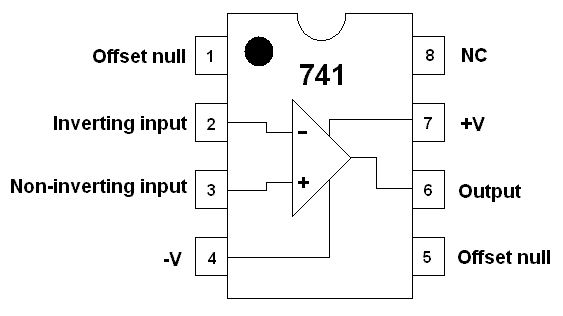 Offset null 1 8 NC
741
Inverting input 2 - 7 +V
Non-inverting input 3 + 6 Output
-V 4 5 Offset null